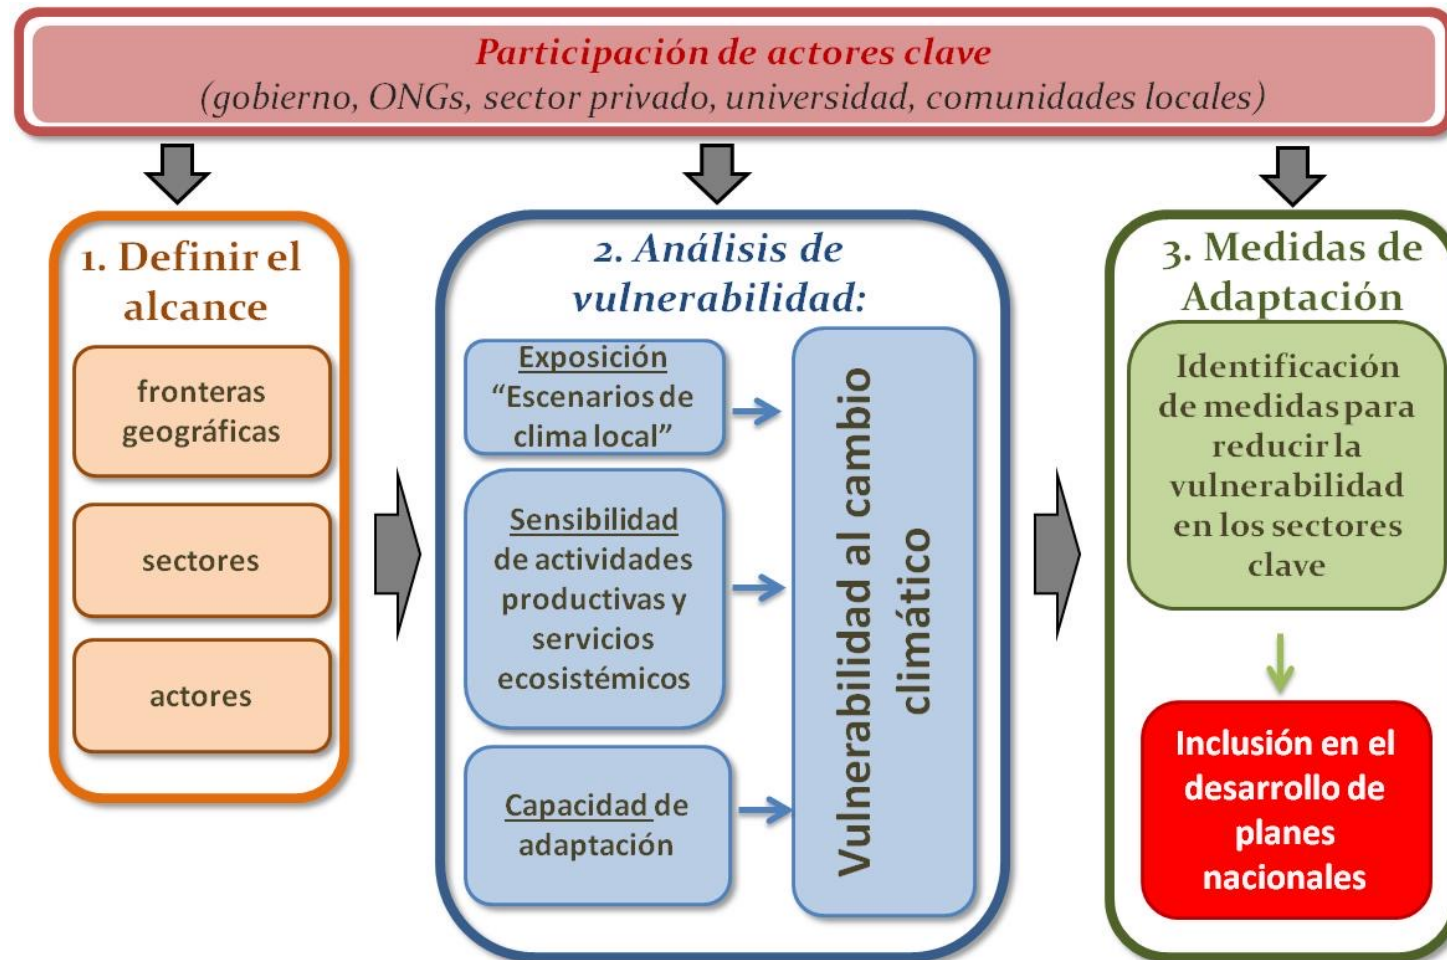 Participación de actores clave
(gobierno, ONGs, sector privado, universidad, comunidades locales)
1. Definir el
alcance
fronteras
geográficas
sectores
actores
2. Análisis de
vulnerabilidad:
Exposición
“Escenarios de
clima local”
Sensibilidad
de actividades
productivas y
servicios
ecosistémicos
Capacidad de
adaptación
Vulnerabilidad al cambio
climático
3. Medidas de
Adaptación
Identificación
de medidas para
reducir la
vulnerabilidad
en los sectores
clave
Inclusión en el
desarrollo de
planes
nacionales